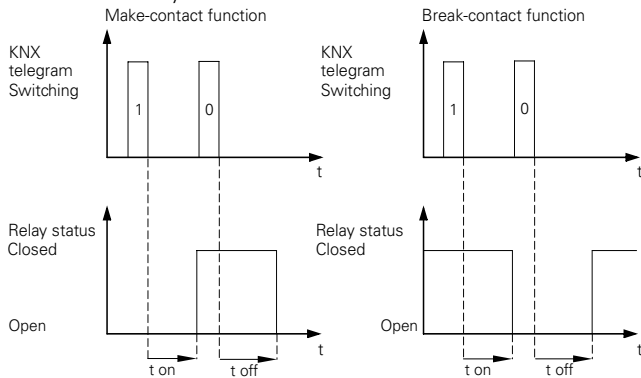 Make-contact function
Break-contact function
KNX
telegram
Switching
1
0
t
KNX
telegram
Switching
1
0
t
Relay status
Closed
Open
t
t on
t off
Relay status
Closed
Open
t
t on
t off